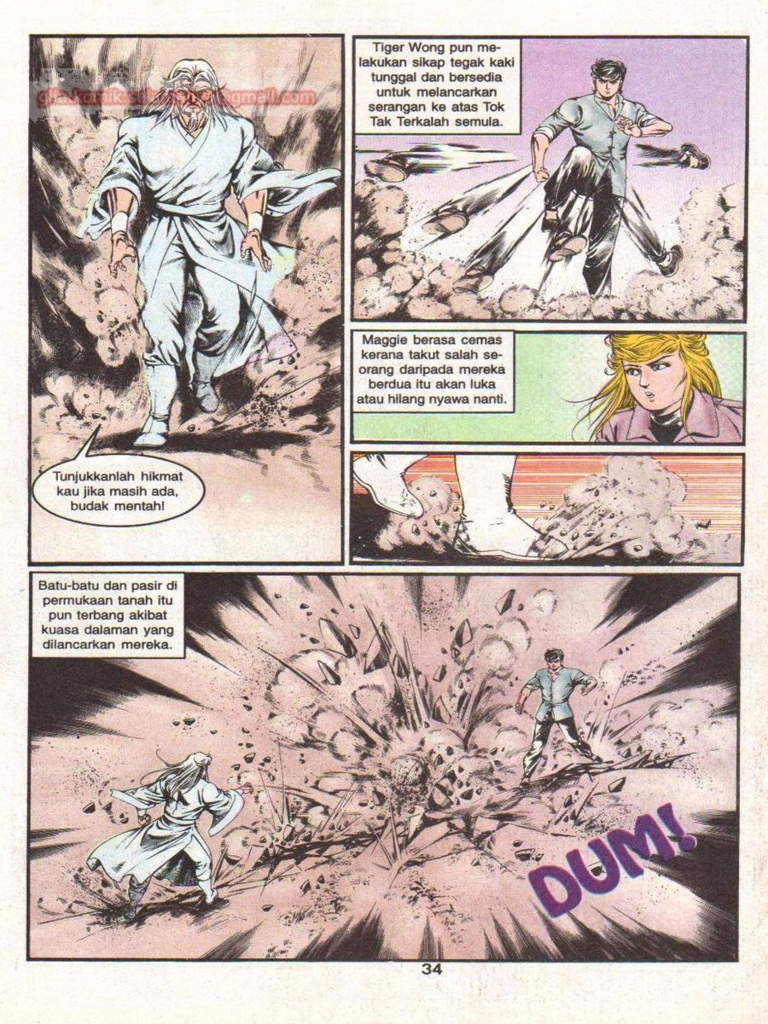 Tunjukkanlah hikmat
kau jika masih ada,
budak mentah!
Tiger Wong pun me-
lakukan sikap tegak kaki
tunggal dan bersedia
untuk melancarkan
serangan ke atas Tok
Tak Terkalah semula.
Maggie berasa cemas
kerana takut salah se-
orang daripada mereka
berdua itu akan luka
atau hilang nyawa nanti.
Batu-batu dan pasir di
permukaan tanah itu
pun terbang akibat
kuasa dalaman yang
dilancarkan mereka.
DUM!
34